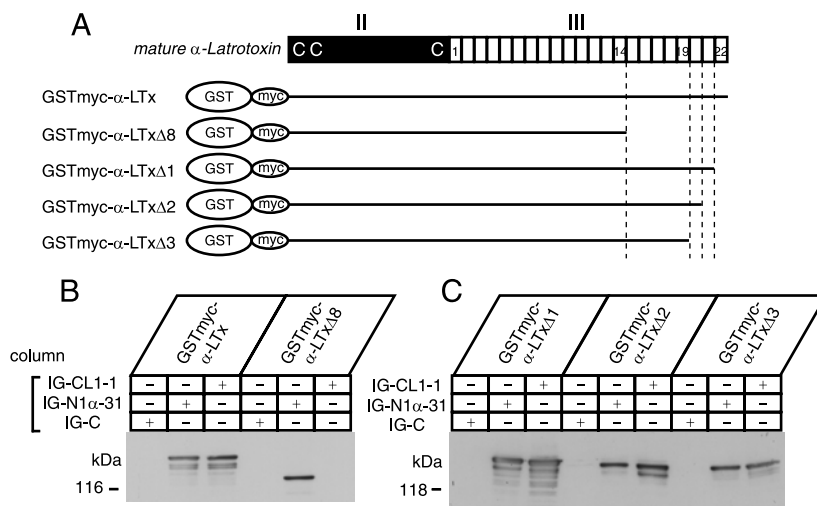 A
II
III
mature α-Latrotoxin
C C C 1 14 19 22
GSTmyc-α-LTx GST myc
GSTmyc-α-LTxΔ8 GST myc
GSTmyc-α-LTxΔ1 GST myc
GSTmyc-α-LTxΔ2 GST myc
GSTmyc-α-LTxΔ3 GST myc
B
GSTmyc-
α-LTx
GSTmyc-
α-LTxΔ8
column
IG-CL1-1 – – + – – +
IG-N1α-31 – + – – + –
IG-C + – – + – –
kDa
116 –
C
GSTmyc-
α-LTxΔ1
GSTmyc-
α-LTxΔ2
GSTmyc-
α-LTxΔ3
IG-CL1-1 – – + – – + – – +
IG-N1α-31 – + – – + – – + –
IG-C + – – + – – + – –
kDa
118 –